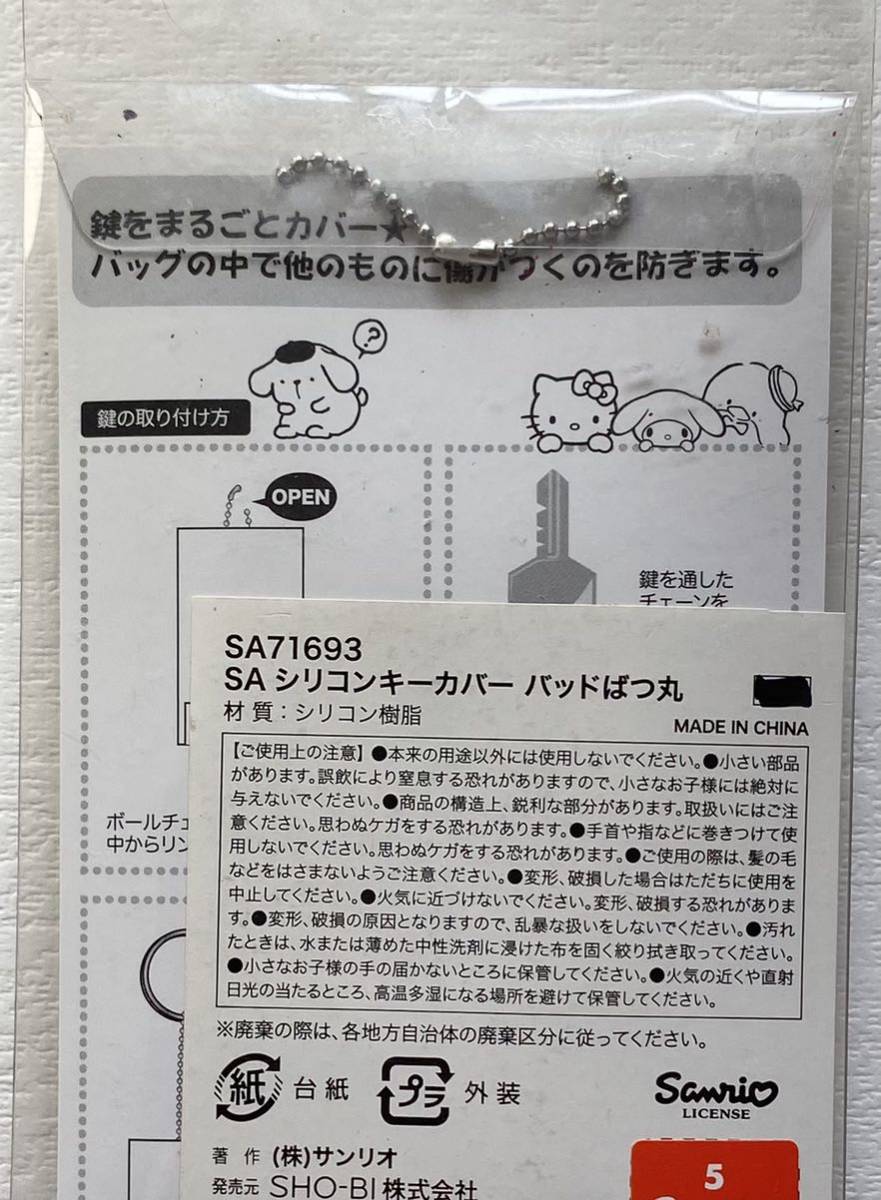 鍵をまるごとカバー★
バッグの中で他のものに傷がつくのを防ぎます。
?
鍵の取り付け方
OPEN
鍵を通した
チェーンを
ボールチェ
中からリン
SA71693
SA シリコンキーカバー バッドばつ丸
材 質：シリコン樹脂
MADE IN CHINA
【ご使用上の注意】●本来の用途以外には使用しないでください。●小さい部品
があります。誤飲により窒息する恐れがありますので、小さなお子様には絶対に
与えないでください。●商品の構造上、鋭利な部分があります。取扱いにはご注
意ください。思わぬケガをする恐れがあります。●手首や指などに巻きつけて使
用しないでください。思わぬケガをする恐れがあります。●ご使用の際は、髪の毛
などをはさまないようご注意ください。●変形、破損した場合はただちに使用を
中止してください。●火気に近づけないでください。変形、破損する恐れがありま
す。●変形、破損の原因となりますので、乱暴な扱いをしないでください。●汚れ
たときは、水または薄めた中性洗剤に浸けた布を固く絞り拭き取ってください。
●小さなお子様の手の届かないところに保管してください。●火気の近くや直射
日光の当たるところ、高温多湿になる場所を避けて保管してください。
※廃棄の際は、各地方自治体の廃棄区分に従ってください。
紙 台紙 プラ 外装
Sanrio
LICENSE
著 作 (株)サンリオ
発売元 SHO-BI株式会社
5